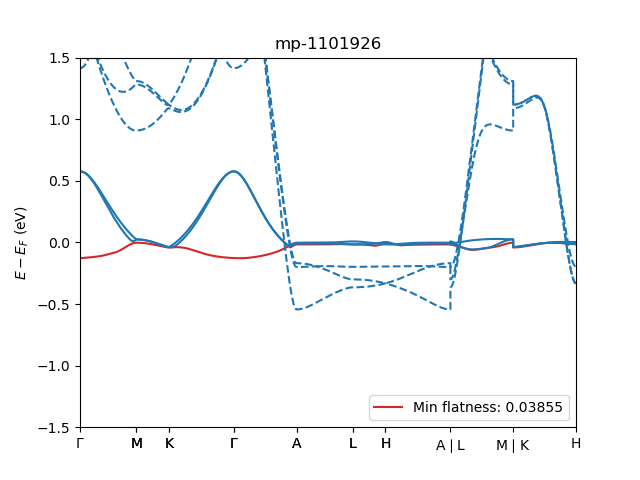 mp-1101926
E − E_F (eV)
1.5
1.0
0.5
0.0
−0.5
−1.0
−1.5
Min flatness: 0.03855
Γ M K Γ A L H A | L M | K H